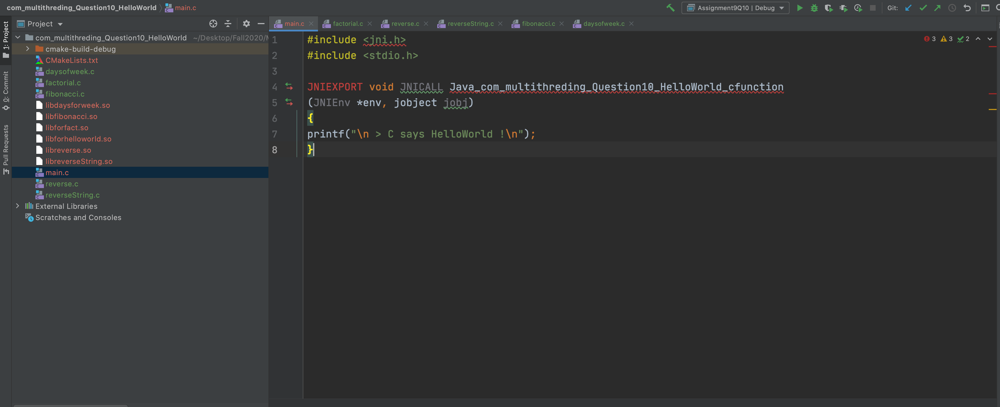 com_multithreding_Question10_HelloWorld main.c
Assignment9Q10 | Debug
Git:
1: Project
0: Commit
Pull Requests
Project
com_multithreding_Question10_HelloWorld ~/Desktop/Fall2020/
cmake-build-debug
CMakeLists.txt
daysofweek.c
factorial.c
fibonacci.c
libdaysforweek.so
libfibonacci.so
libforfact.so
libforhelloworld.so
libreverse.so
libreverseString.so
main.c
reverse.c
reverseString.c
External Libraries
Scratches and Consoles
main.c factorial.c reverse.c reverseString.c fibonacci.c daysofweek.c
3 3 2
1 #include <jni.h>
2 #include <stdio.h>
3
4 JNIEXPORT void JNICALL Java_com_multithreding_Question10_HelloWorld_cfunction
5 (JNIEnv *env, jobject jobj)
6 {
7 printf("\n > C says HelloWorld !\n");
8 }